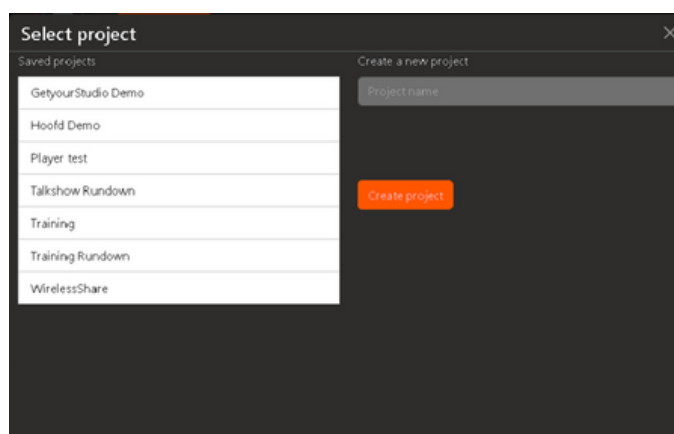 Select project
Saved projects
GetyourStudio Demo
Hoofd Demo
Player test
Talkshow Rundown
Training
Training Rundown
WirelessShare
Create a new project
Project name
Create project